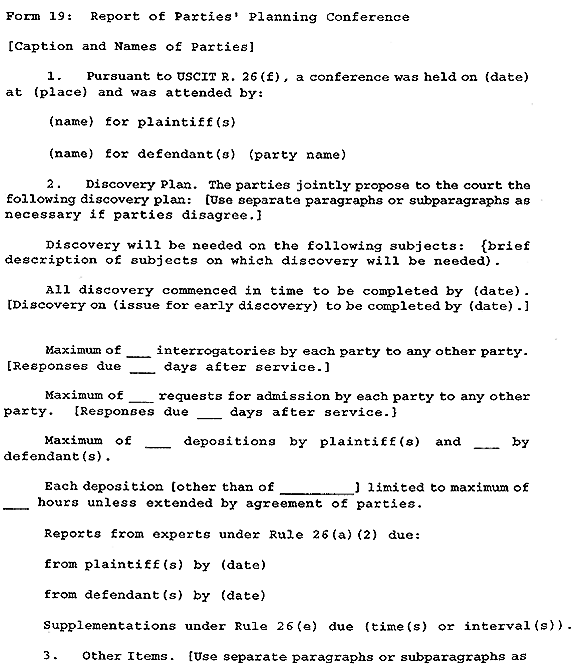 Form 19: Report of Parties' Planning Conference
[Caption and Names of Parties]
1. Pursuant to USCIT R. 26(f), a conference was held on (date)
at (place) and was attended by:
(name) for plaintiff(s)
(name) for defendant(s) (party name)
2. Discovery Plan. The parties jointly propose to the court the
following discovery plan: [Use separate paragraphs or subparagraphs as
necessary if parties disagree.]
Discovery will be needed on the following subjects: {brief
description of subjects on which discovery will be needed).
All discovery commenced in time to be completed by (date).
[Discovery on (issue for early discovery) to be completed by (date).]
Maximum of ___ interrogatories by each party to any other party.
[Responses due ___ days after service.]
Maximum of ___ requests for admission by each party to any other
party. [Responses due ___ days after service.]
Maximum of ___ depositions by plaintiff(s) and ___ by
defendant(s).
Each deposition [other than of _________] limited to maximum of
___ hours unless extended by agreement of parties.
Reports from experts under Rule 26(a)(2) due:
from plaintiff(s) by (date)
from defendant(s) by (date)
Supplementations under Rule 26(e) due (time(s) or interval(s)).
3. Other Items. [Use separate paragraphs or subparagraphs as